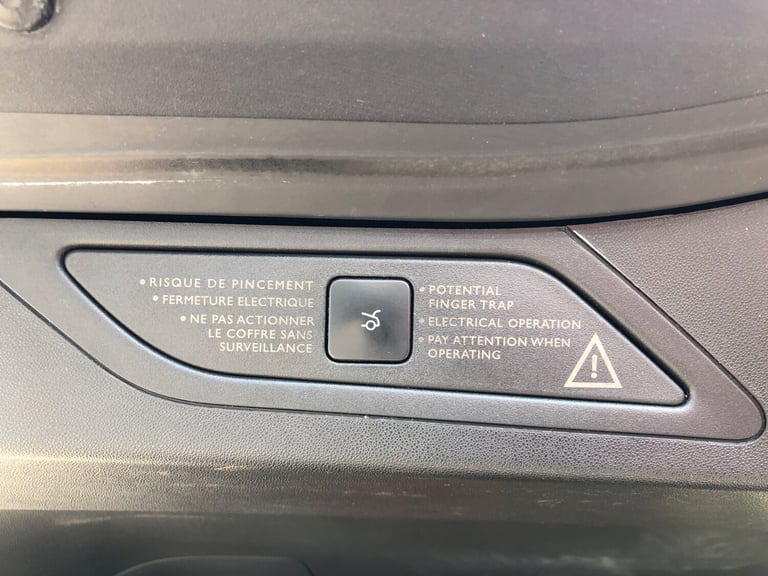 • RISQUE DE PINCEMENT
• FERMETURE ELECTRIQUE
• NE PAS ACTIONNER
LE COFFRE SANS
SURVEILLANCE
• POTENTIAL
FINGER TRAP
• ELECTRICAL OPERATION
• PAY ATTENTION WHEN
OPERATING
!